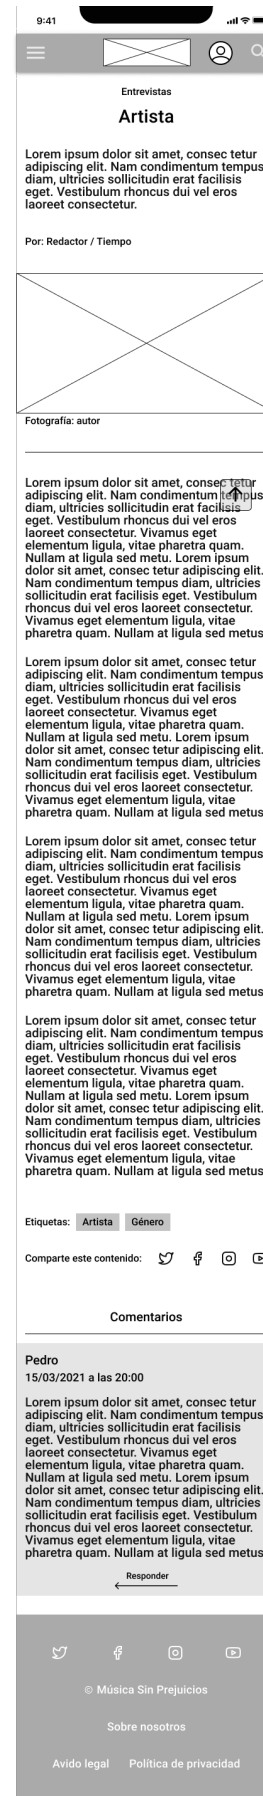 9:41
Entrevistas
Artista
Lorem ipsum dolor sit amet, consec tetur
adipiscing elit. Nam condimentum tempus
diam, ultricies sollicitudin erat facilisis
eget. Vestibulum rhoncus dui vel eros
laoreet consectetur.
Por: Redactor / Tiempo
Fotografía: autor
Lorem ipsum dolor sit amet, consec tetur
adipiscing elit. Nam condimentum tempus
diam, ultricies sollicitudin erat facilisis
eget. Vestibulum rhoncus dui vel eros
laoreet consectetur. Vivamus eget
elementum ligula, vitae pharetra quam.
Nullam at ligula sed metu. Lorem ipsum
dolor sit amet, consec tetur adipiscing elit.
Nam condimentum tempus diam, ultricies
sollicitudin erat facilisis eget. Vestibulum
rhoncus dui vel eros laoreet consectetur.
Vivamus eget elementum ligula, vitae
pharetra quam. Nullam at ligula sed metus
Lorem ipsum dolor sit amet, consec tetur
adipiscing elit. Nam condimentum tempus
diam, ultricies sollicitudin erat facilisis
eget. Vestibulum rhoncus dui vel eros
laoreet consectetur. Vivamus eget
elementum ligula, vitae pharetra quam.
Nullam at ligula sed metu. Lorem ipsum
dolor sit amet, consec tetur adipiscing elit.
Nam condimentum tempus diam, ultricies
sollicitudin erat facilisis eget. Vestibulum
rhoncus dui vel eros laoreet consectetur.
Vivamus eget elementum ligula, vitae
pharetra quam. Nullam at ligula sed metus
Lorem ipsum dolor sit amet, consec tetur
adipiscing elit. Nam condimentum tempus
diam, ultricies sollicitudin erat facilisis
eget. Vestibulum rhoncus dui vel eros
laoreet consectetur. Vivamus eget
elementum ligula, vitae pharetra quam.
Nullam at ligula sed metu. Lorem ipsum
dolor sit amet, consec tetur adipiscing elit.
Nam condimentum tempus diam, ultricies
sollicitudin erat facilisis eget. Vestibulum
rhoncus dui vel eros laoreet consectetur.
Vivamus eget elementum ligula, vitae
pharetra quam. Nullam at ligula sed metus
Lorem ipsum dolor sit amet, consec tetur
adipiscing elit. Nam condimentum tempus
diam, ultricies sollicitudin erat facilisis
eget. Vestibulum rhoncus dui vel eros
laoreet consectetur. Vivamus eget
elementum ligula, vitae pharetra quam.
Nullam at ligula sed metu. Lorem ipsum
dolor sit amet, consec tetur adipiscing elit.
Nam condimentum tempus diam, ultricies
sollicitudin erat facilisis eget. Vestibulum
rhoncus dui vel eros laoreet consectetur.
Vivamus eget elementum ligula, vitae
pharetra quam. Nullam at ligula sed metus
Etiquetas: Artista Género
Comparte este contenido:
Comentarios
Pedro
15/03/2021 a las 20:00
Lorem ipsum dolor sit amet, consec tetur
adipiscing elit. Nam condimentum tempus
diam, ultricies sollicitudin erat facilisis
eget. Vestibulum rhoncus dui vel eros
laoreet consectetur. Vivamus eget
elementum ligula, vitae pharetra quam.
Nullam at ligula sed metu. Lorem ipsum
dolor sit amet, consec tetur adipiscing elit.
Nam condimentum tempus diam, ultricies
sollicitudin erat facilisis eget. Vestibulum
rhoncus dui vel eros laoreet consectetur.
Vivamus eget elementum ligula, vitae
pharetra quam. Nullam at ligula sed metus
Responder
© Música Sin Prejuicios
Sobre nosotros
Avido legal Política de privacidad